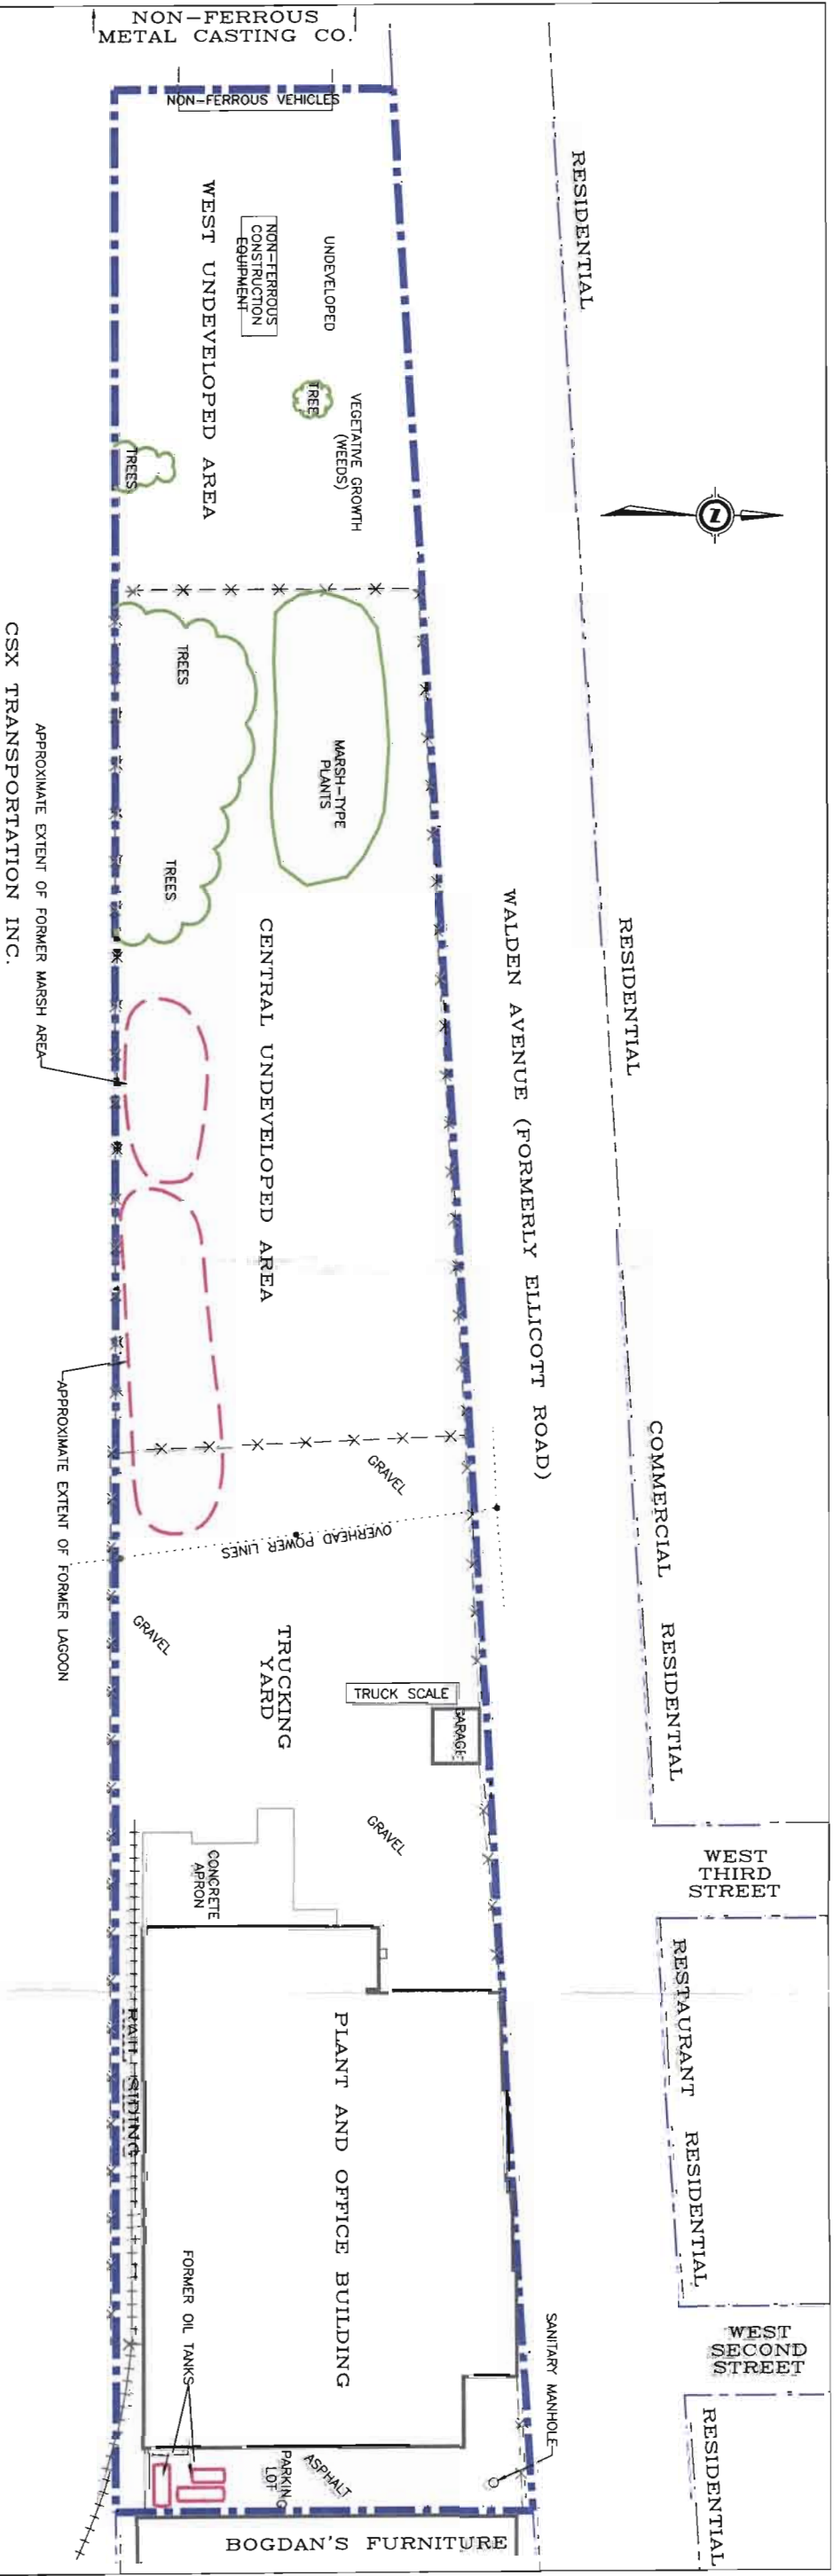 NON-FERROUS
METAL CASTING CO.
NON-FERROUS VEHICLES
RESIDENTIAL
WEST UNDEVELOPED AREA
NON-FERROUS
CONSTRUCTION
EQUIPMENT
UNDEVELOPED
TREE
VEGETATIVE GROWTH
(WEEDS)
TREES
N
TREES
MARSH-TYPE
PLANTS
TREES
CSX TRANSPORTATION INC.
APPROXIMATE EXTENT OF FORMER MARSH AREA
CENTRAL UNDEVELOPED AREA
WALDEN AVENUE (FORMERLY ELLICOTT ROAD)
RESIDENTIAL
APPROXIMATE EXTENT OF FORMER LAGOON
GRAVEL
OVERHEAD POWER LINES
COMMERCIAL
RESIDENTIAL
GRAVEL
TRUCKING
YARD
TRUCK SCALE
GARAGE
GRAVEL
CONCRETE
APRON
WEST
THIRD
STREET
RESTAURANT
RESIDENTIAL
RAIL SIDING
PLANT AND OFFICE BUILDING
FORMER OIL TANKS
SANITARY MANHOLE
WEST
SECOND
STREET
ASPHALT
PARKING
LOT
RESIDENTIAL
BOGDAN'S FURNITURE